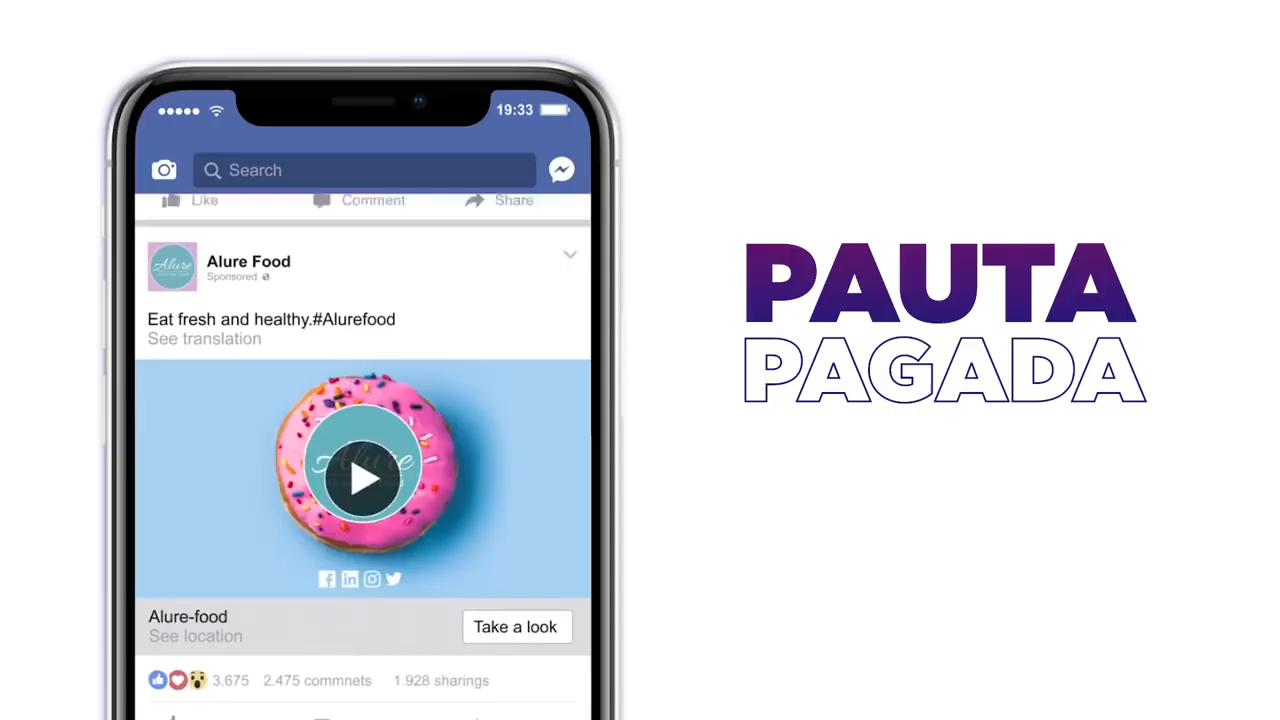 19:33
Search
Like Comment Share
Alure Food
Sponsored
Eat fresh and healthy.#Alurefood
See translation
Alure
Alure-food
See location
Take a look
3.675 2.475 commnets 1.928 sharings
PAUTA
PAGADA